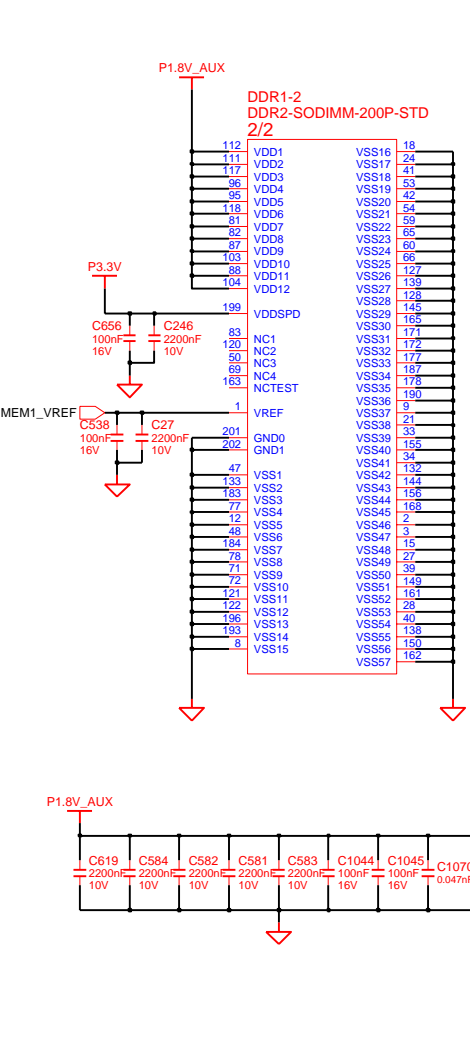 P1.8V_AUX
DDR1-2
DDR2-SODIMM-200P-STD
2/2
112 VDD1 VSS16 18
111 VDD2 VSS17 24
117 VDD3 VSS18 41
96 VDD4 VSS19 53
95 VDD5 VSS20 42
118 VDD6 VSS21 54
81 VDD7 VSS22 59
82 VDD8 VSS23 65
87 VDD9 VSS24 60
103 VDD10 VSS25 66
88 VDD11 VSS26 127
104 VDD12 VSS27 139
VSS28 128
P3.3V
199 VDDSPD VSS29 145
VSS30 165
C656 C246
100nF 2200nF
16V 10V
83 NC1 VSS31 171
120 NC2 VSS32 172
50 NC3 VSS33 177
69 NC4 VSS34 187
163 NCTEST VSS35 178
VSS36 190
MEM1_VREF
1 VREF VSS37 9
VSS38 21
C538 C27
100nF 2200nF
16V 10V
201 GND0 VSS39 33
202 GND1 VSS40 155
VSS41 34
47 VSS1 VSS42 132
133 VSS2 VSS43 144
183 VSS3 VSS44 156
77 VSS4 VSS45 168
12 VSS5 VSS46 2
48 VSS6 VSS47 3
184 VSS7 VSS48 15
78 VSS8 VSS49 27
71 VSS9 VSS50 39
72 VSS10 VSS51 149
121 VSS11 VSS52 161
122 VSS12 VSS53 28
196 VSS13 VSS54 40
193 VSS14 VSS55 138
8 VSS15 VSS56 150
VSS57 162
P1.8V_AUX
C619 C584 C582 C581 C583 C1044 C1045 C1070
2200nF 2200nF 2200nF 2200nF 2200nF 100nF 100nF 0.047nF
10V 10V 10V 10V 10V 16V 16V